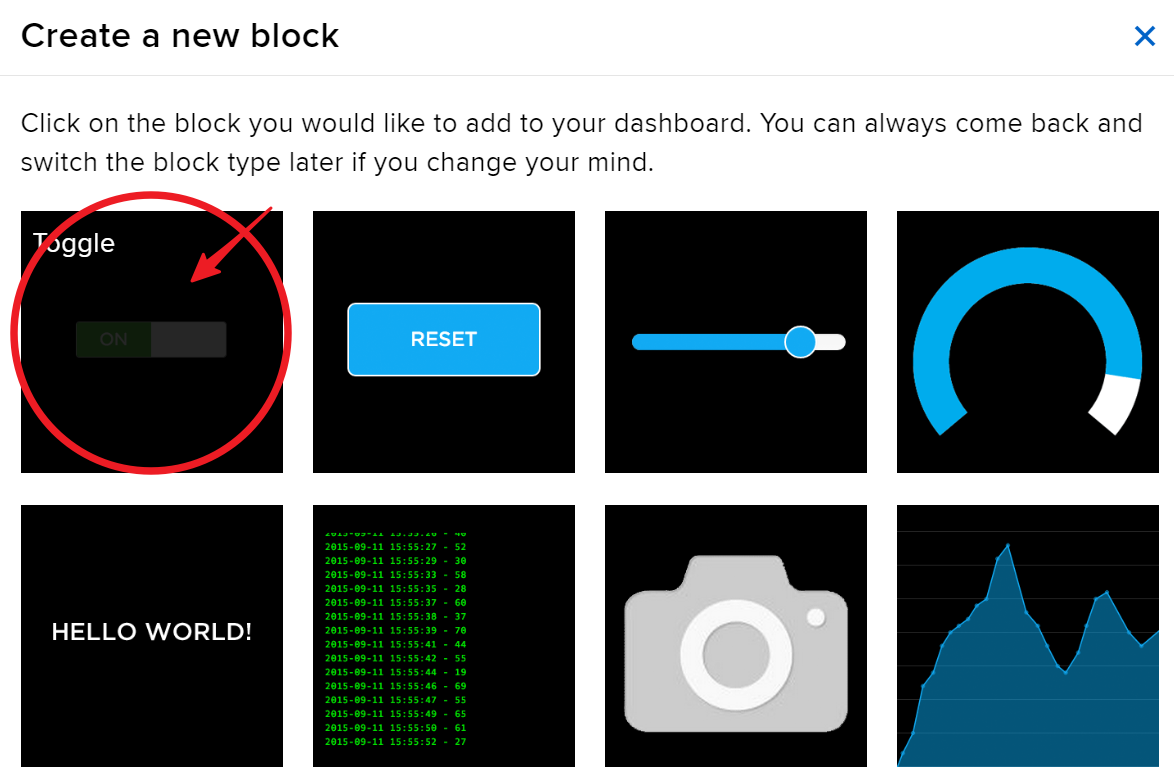 Create a new block
Click on the block you would like to add to your dashboard. You can always come back and
switch the block type later if you change your mind.
Toggle
ON
RESET
HELLO WORLD!
2015-09-11 15:55:26 - 40
2015-09-11 15:55:27 - 52
2015-09-11 15:55:29 - 30
2015-09-11 15:55:33 - 58
2015-09-11 15:55:35 - 28
2015-09-11 15:55:37 - 60
2015-09-11 15:55:38 - 37
2015-09-11 15:55:39 - 70
2015-09-11 15:55:41 - 44
2015-09-11 15:55:42 - 55
2015-09-11 15:55:44 - 19
2015-09-11 15:55:46 - 69
2015-09-11 15:55:47 - 55
2015-09-11 15:55:49 - 65
2015-09-11 15:55:50 - 61
2015-09-11 15:55:52 - 27